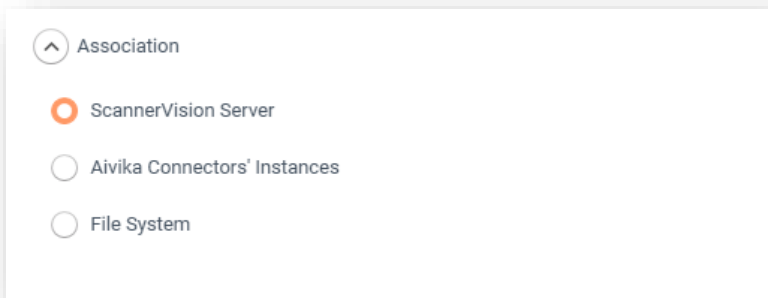 Association
ScannerVision Server
Aivika Connectors' Instances
File System